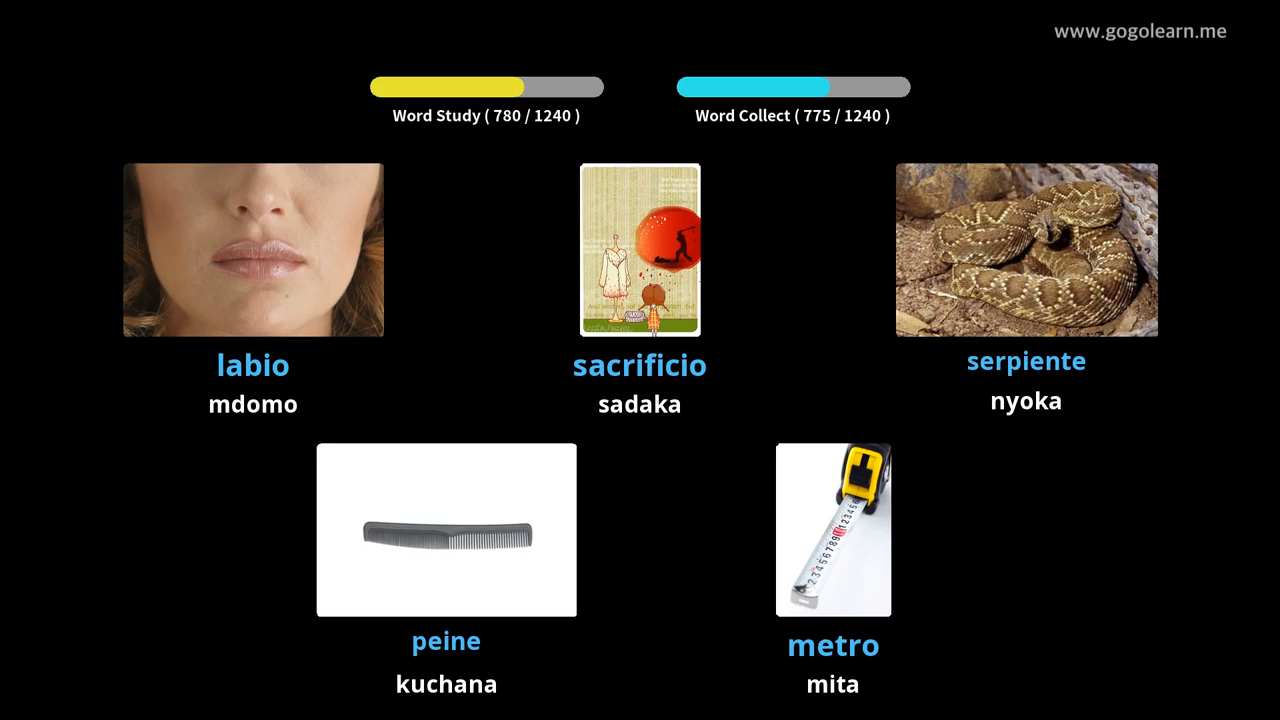 www.gogolearn.me
Word Study ( 780 / 1240 )
Word Collect ( 775 / 1240 )
labio
mdomo
sacrificio
sadaka
serpiente
nyoka
peine
kuchana
metro
mita